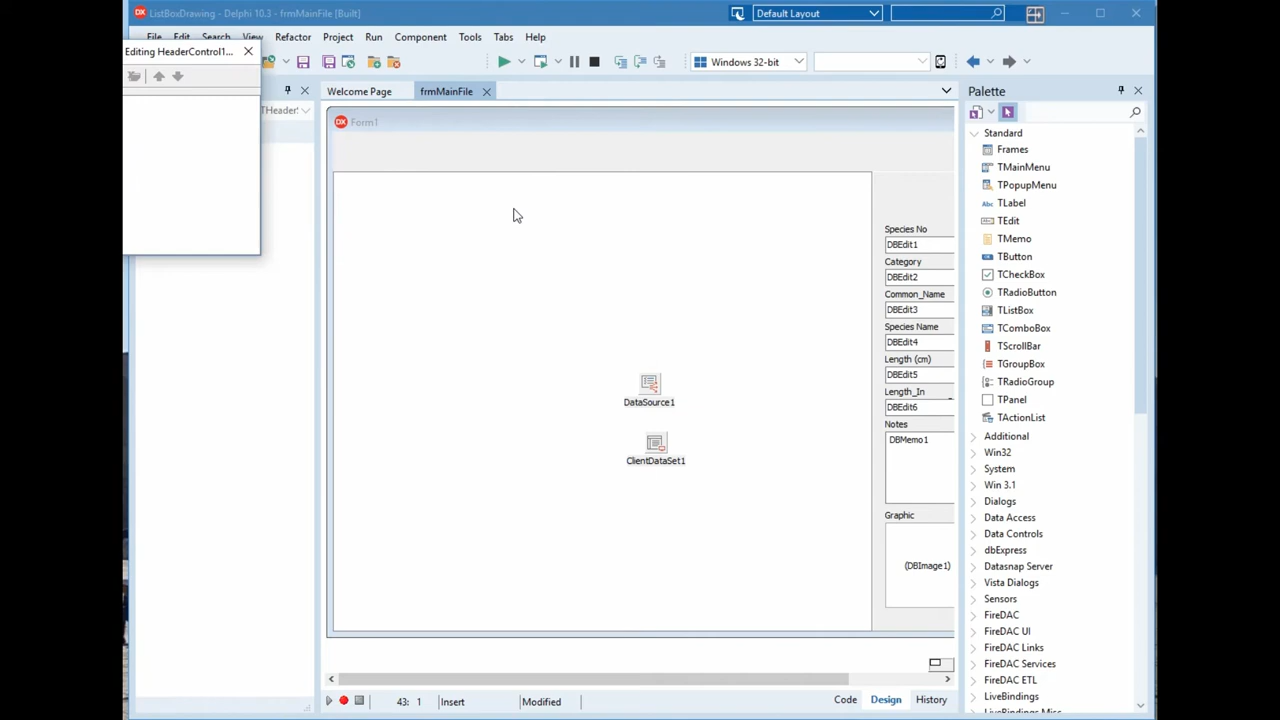 ListBoxDrawing - Delphi 10.3 - frmMainFile [Built]
Default Layout
File Edit Search View Refactor Project Run Component Tools Tabs Help
Editing HeaderControl1...
Windows 32-bit
Welcome Page
frmMainFile
THeader
Form1
Species No
DBEdit1
Category
DBEdit2
Common_Name
DBEdit3
Species Name
DBEdit4
Length (cm)
DBEdit5
Length_In
DBEdit6
Notes
DBMemo1
Graphic
(DBImage1)
DataSource1
ClientDataSet1
Palette
Standard
Frames
TMainMenu
TPopupMenu
TLabel
TEdit
TMemo
TButton
TCheckBox
TRadioButton
TListBox
TComboBox
TScrollBar
TGroupBox
TRadioGroup
TPanel
TActionList
Additional
Win32
System
Win 3.1
Dialogs
Data Access
Data Controls
dbExpress
Datasnap Server
Vista Dialogs
Sensors
FireDAC
FireDAC UI
FireDAC Links
FireDAC Services
FireDAC ETL
LiveBindings
LiveBindings Misc
43: 1
Insert
Modified
Code
Design
History